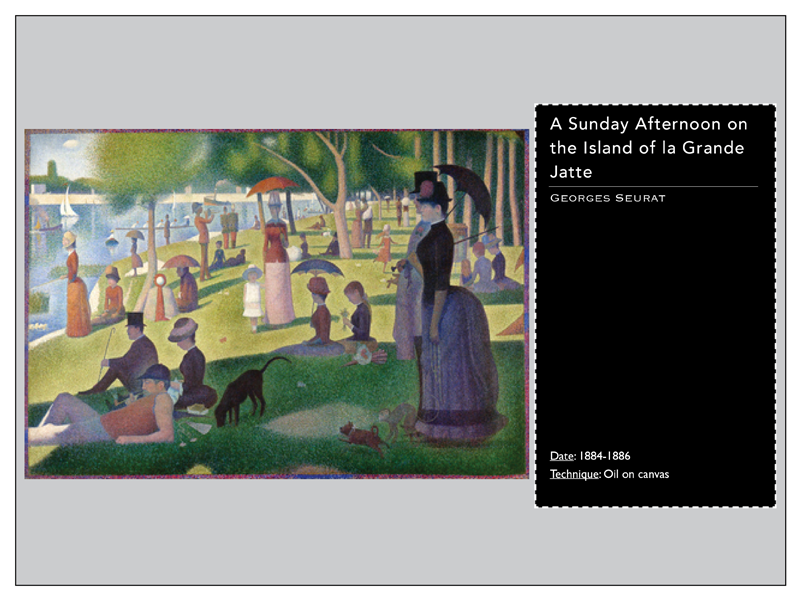 A Sunday Afternoon on
the Island of la Grande
Jatte
Georges Seurat
Date: 1884-1886
Technique: Oil on canvas